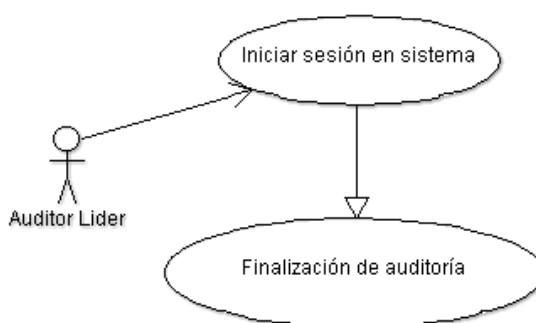 Iniciar sesión en sistema
Auditor Lider
Finalización de auditoría